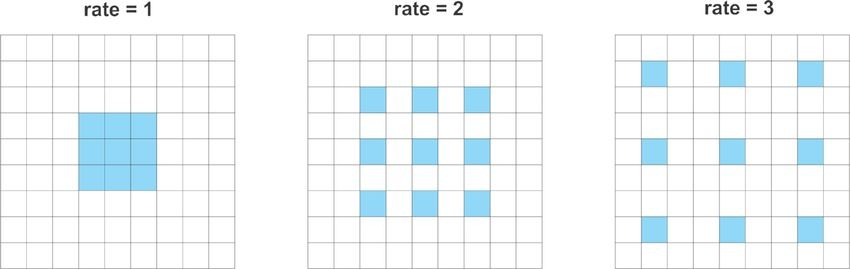 rate = 1
rate = 2
rate = 3